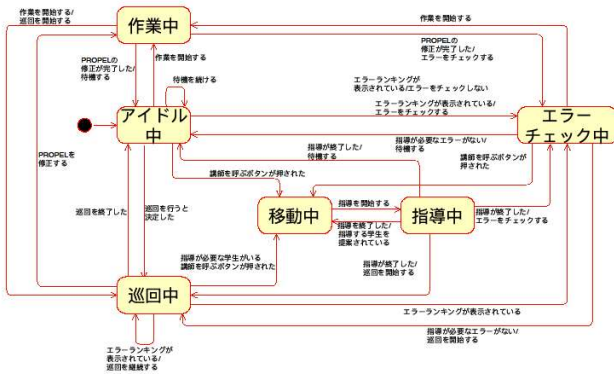 作業を開始する/
巡回を開始する
作業中
作業を開始する
PROPELの
修正が完了した/
待機する
作業を開始する
PROPELの
修正が完了した/
エラーをチェックする
待機を続ける
エラーランキングが
表示されている/エラーをチェックしない
エラーランキングが表示されている/
エラーをチェックする
アイドル
中
エラー
チェック中
指導が必要なエラーがない/
待機する
指導が終了した/
待機する
PROPELを
修正する
講師を呼ぶボタンが押された
講師を呼ぶボタンが
押された
巡回を終了した
巡回を行うと
決定した
移動中
指導を開始する
指導中
指導を終了した/
指導する学生を
提案されている
指導が終了した/
エラーをチェックする
指導が必要な学生がいる
講師を呼ぶボタンが押された
指導が終了した/
巡回を開始する
巡回中
エラーランキングが表示されている
指導が必要なエラーがない/
巡回を開始する
エラーランキングが
表示されている/
巡回を継続する